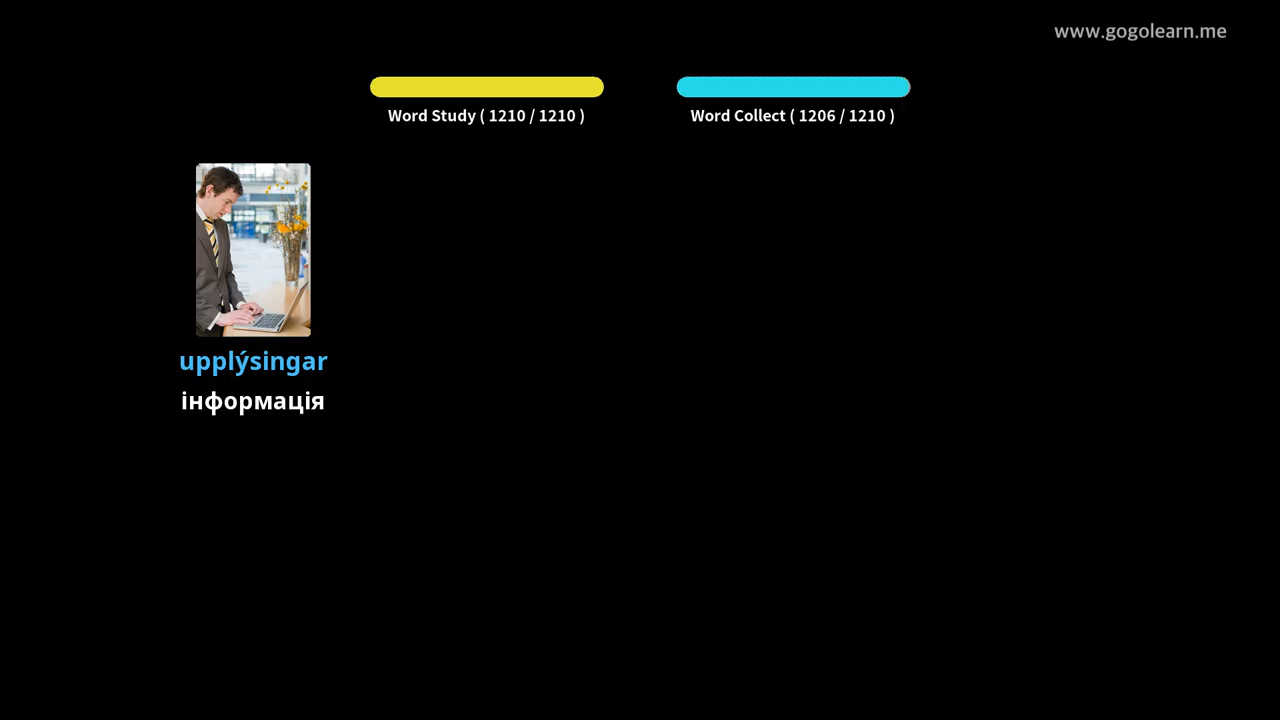 www.gogolearn.me
Word Study ( 1210 / 1210 )
Word Collect ( 1206 / 1210 )
upplýsingar
інформація